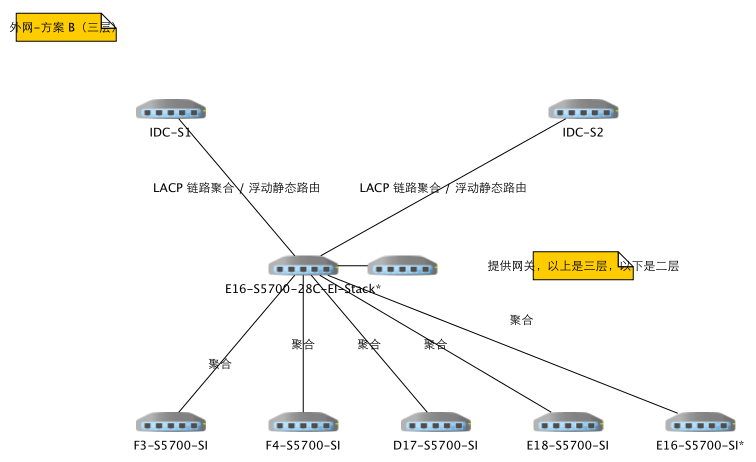 外网-方案 B（三层）
IDC-S1
IDC-S2
LACP 链路聚合 / 浮动静态路由
LACP 链路聚合 / 浮动静态路由
提供网关，以上是三层，以下是二层
E16-S5700-28C-EI-Stack*
聚合
聚合
聚合
聚合
聚合
F3-S5700-SI
F4-S5700-SI
D17-S5700-SI
E18-S5700-SI
E16-S5700-SI*